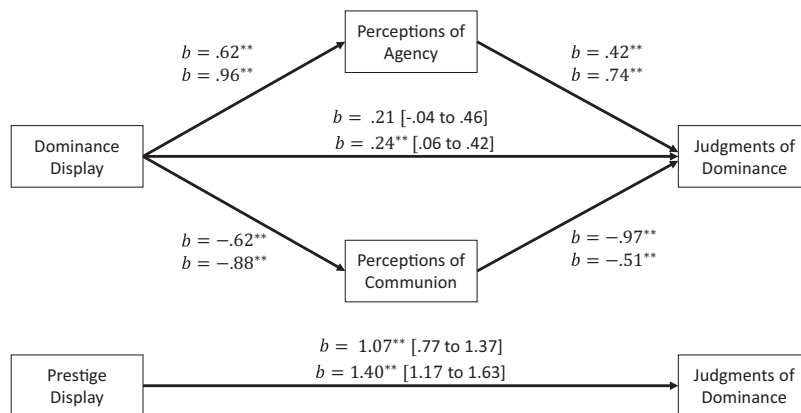 Perceptions of
Agency
b = .62**
b = .96**
b = .42**
b = .74**
b = .21 [-.04 to .46]
b = .24** [.06 to .42]
Dominance
Display
Judgments of
Dominance
b = −.62**
b = −.88**
Perceptions of
Communion
b = −.97**
b = −.51**
b = 1.07** [.77 to 1.37]
b = 1.40** [1.17 to 1.63]
Prestige
Display
Judgments of
Dominance